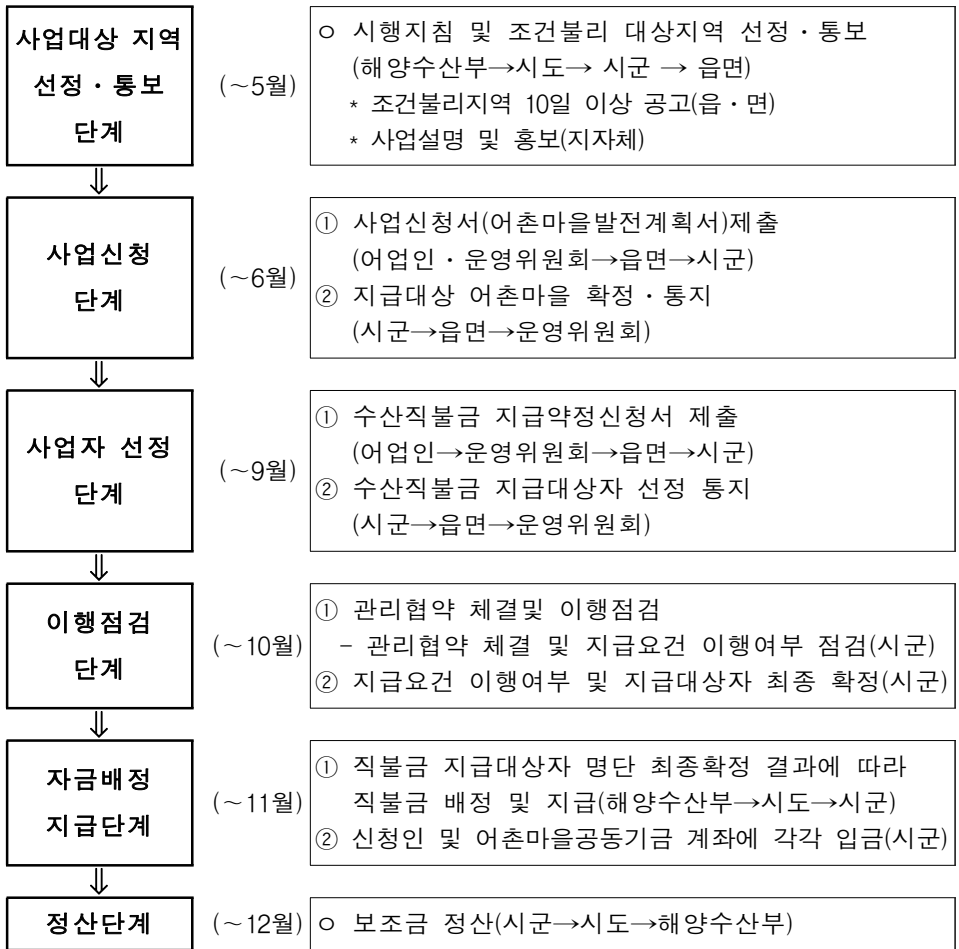 사업대상 지역
선정・통보
단계
(~5월)
ㅇ 시행지침 및 조건불리 대상지역 선정・통보
(해양수산부→시도→ 시군 → 읍면)
* 조건불리지역 10일 이상 공고(읍・면)
* 사업설명 및 홍보(지자체)
⇓
사업신청
단계
(~6월)
① 사업신청서(어촌마을발전계획서)제출
(어업인・운영위원회→읍면→시군)
② 지급대상 어촌마을 확정・통지
(시군→읍면→운영위원회)
⇓
사업자 선정
단계
(~9월)
① 수산직불금 지급약정신청서 제출
(어업인→운영위원회→읍면→시군)
② 수산직불금 지급대상자 선정 통지
(시군→읍면→운영위원회)
⇓
이행점검
단계
(~10월)
① 관리협약 체결및 이행점검
- 관리협약 체결 및 지급요건 이행여부 점검(시군)
② 지급요건 이행여부 및 지급대상자 최종 확정(시군)
⇓
자금배정
지급단계
(~11월)
① 직불금 지급대상자 명단 최종확정 결과에 따라
직불금 배정 및 지급(해양수산부→시도→시군)
② 신청인 및 어촌마을공동기금 계좌에 각각 입금(시군)
⇓
정산단계
(~12월)
ㅇ 보조금 정산(시군→시도→해양수산부)